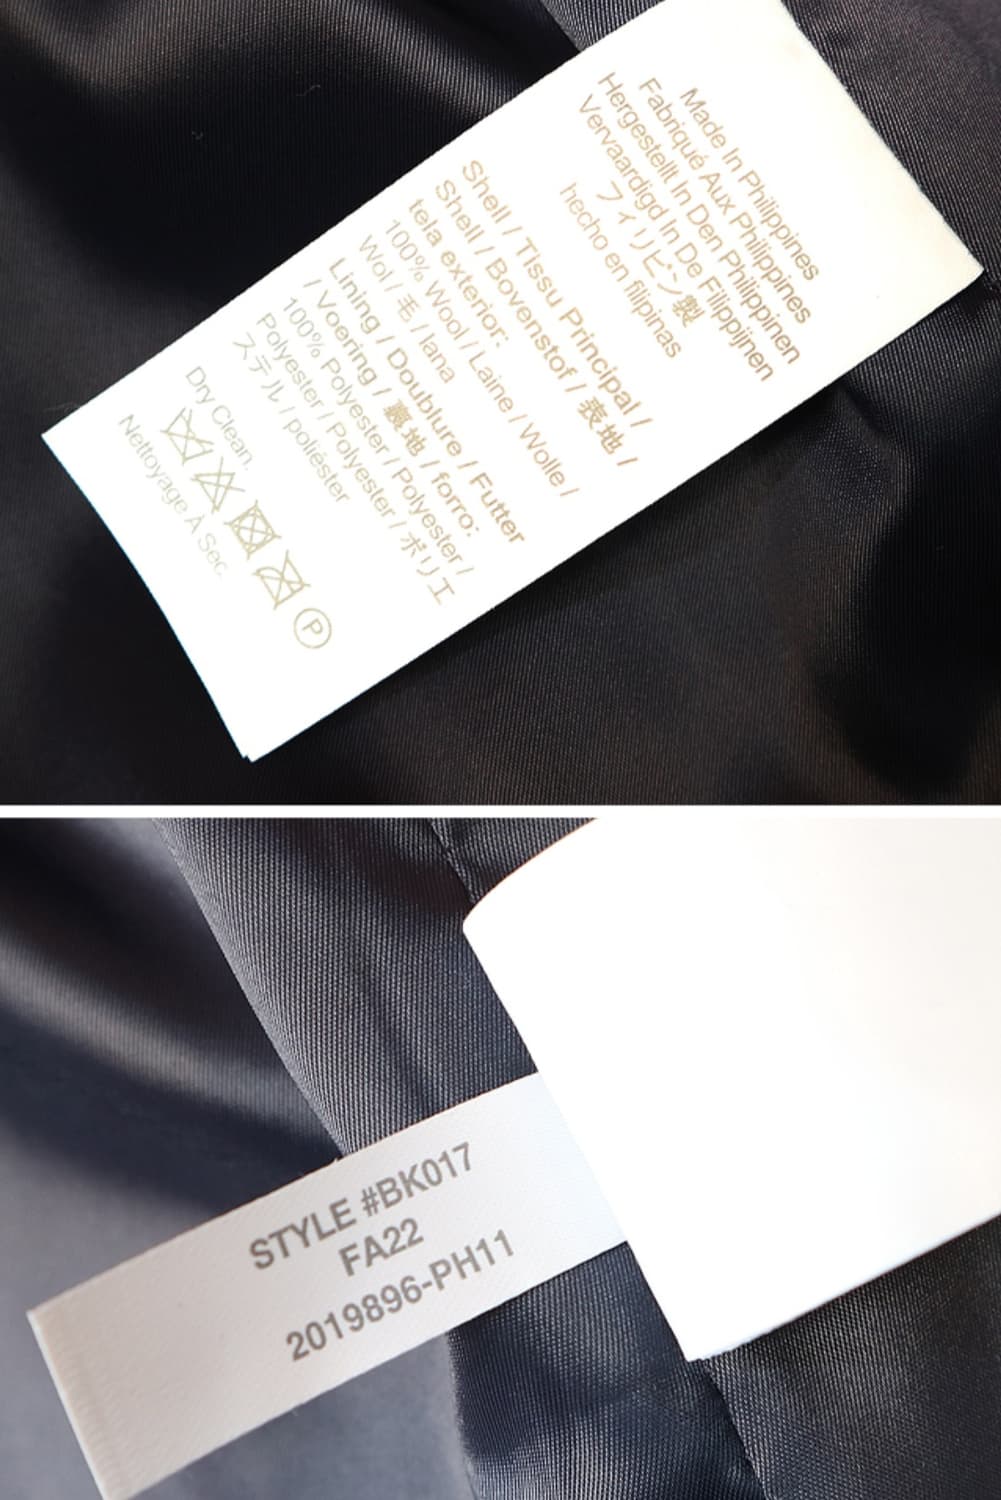 Made In Philippines
Fabriqué Aux Philippines
Hergestellt In Den Philippinen
Vervaardigd In De Filippijnen
フィリピン製
hecho en filipinas
Shell / Tissu Principal /
Shell / Bovenstof / 表地 /
tela exterior:
100% Wool / Laine / Wolle /
Wol / 毛 / lana
Lining / Doublure / Futter
/ Voering / 裏地 / forro:
100% Polyester / Polyester /
Polyester / Polyester / ポリエ
ステル / poliéster
Dry Clean.
P
Nettoyage A Sec.
STYLE #BK017
FA22
2019896-PH11